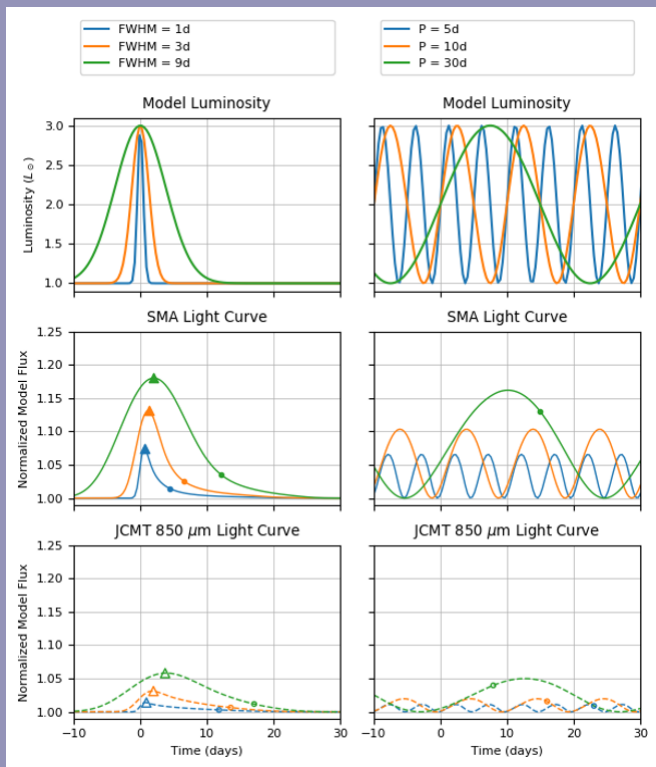 FWHM = 1d
FWHM = 3d
FWHM = 9d
P = 5d
P = 10d
P = 30d
Model Luminosity
Model Luminosity
Luminosity (L☉)
3.0
2.5
2.0
1.5
1.0
SMA Light Curve
SMA Light Curve
Normalized Model Flux
1.25
1.20
1.15
1.10
1.05
1.00
JCMT 850 μm Light Curve
JCMT 850 μm Light Curve
Normalized Model Flux
1.25
1.20
1.15
1.10
1.05
1.00
−10 0 10 20 30
−10 0 10 20 30
Time (days)
Time (days)